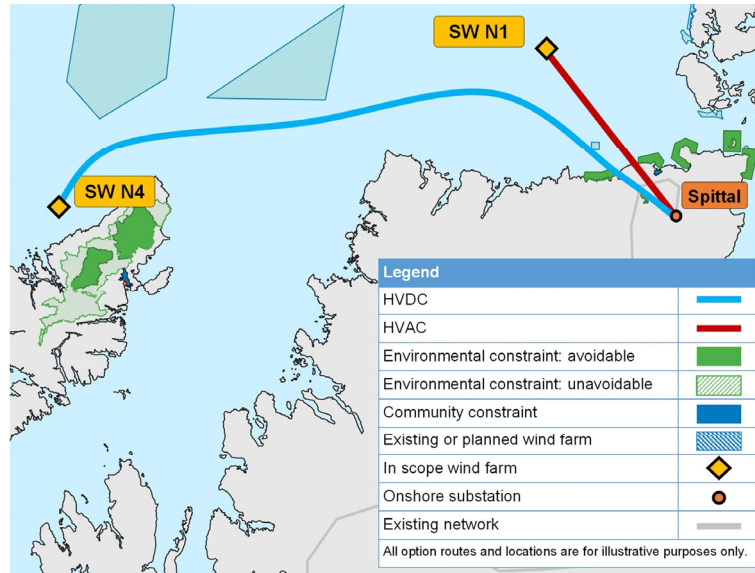 SW N1
SW N4
Spittal
Legend
HVDC
HVAC
Environmental constraint: avoidable
Environmental constraint: unavoidable
Community constraint
Existing or planned wind farm
In scope wind farm
Onshore substation
Existing network
All option routes and locations are for illustrative purposes only.